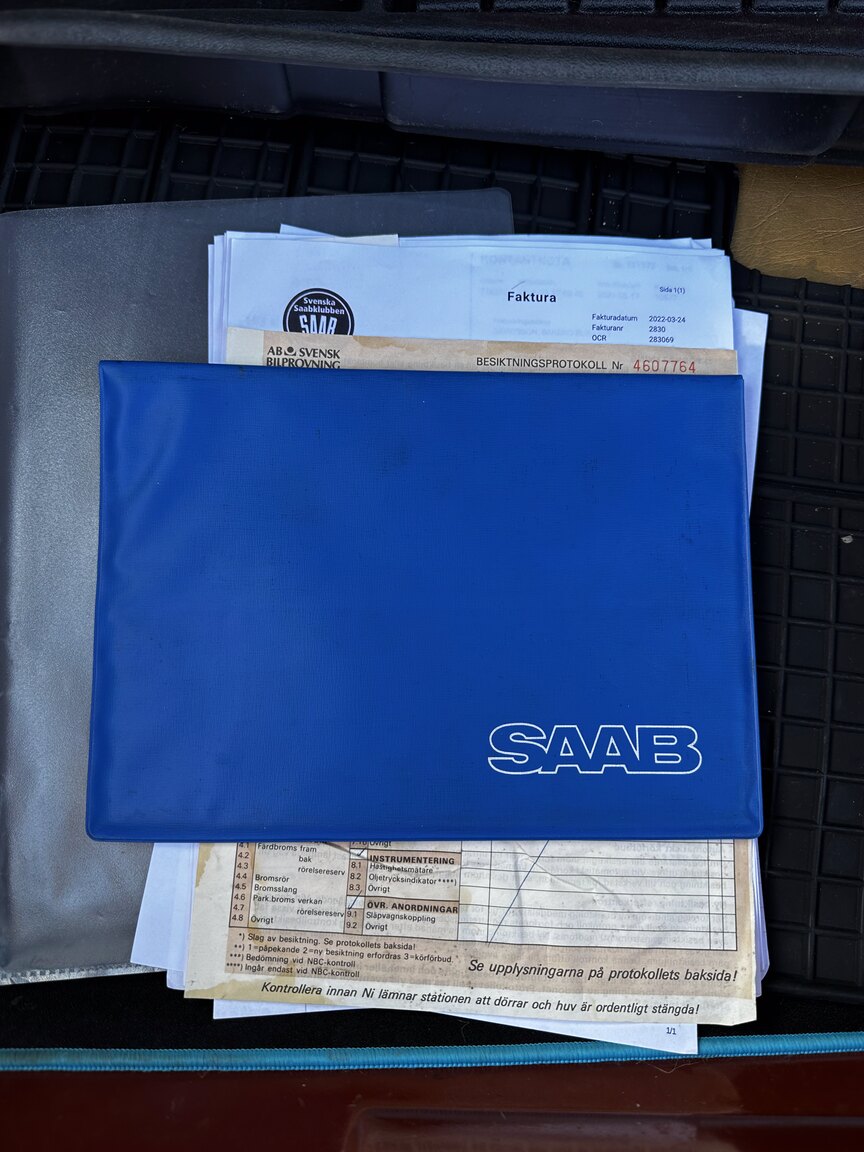 Svenska
Saabklubben
SAAB
Faktura
Sida 1(1)
Fakturadatum 2022-03-24
Fakturanr 2830
OCR 283069
AB SVENSK
BILPROVNING
BESIKTNINGSPROTOKOLL Nr 4607764
SAAB
4.1 Färdbroms fram
4.2 bak
4.3 rörelsereserv
4.4 Bromsrör
4.5 Bromsslang
4.6 Park.broms verkan
4.7 rörelsereserv
4.8 Övrigt
7.10 Övrigt
INSTRUMENTERING
8.1 Hastighetsmätare
8.2 Oljetrycksindikator****)
8.3 Övrigt
ÖVR. ANORDNINGAR
9.1 Släpvagnskoppling
9.2 Övrigt
*) Slag av besiktning. Se protokollets baksida!
**) 1=påpekande 2=ny besiktning erfordras 3=körförbud.
***) Bedömning vid NBC-kontroll
****) Ingår endast vid NBC-kontroll
Se upplysningarna på protokollets baksida!
Kontrollera innan Ni lämnar stationen att dörrar och huv är ordentligt stängda!
1/1